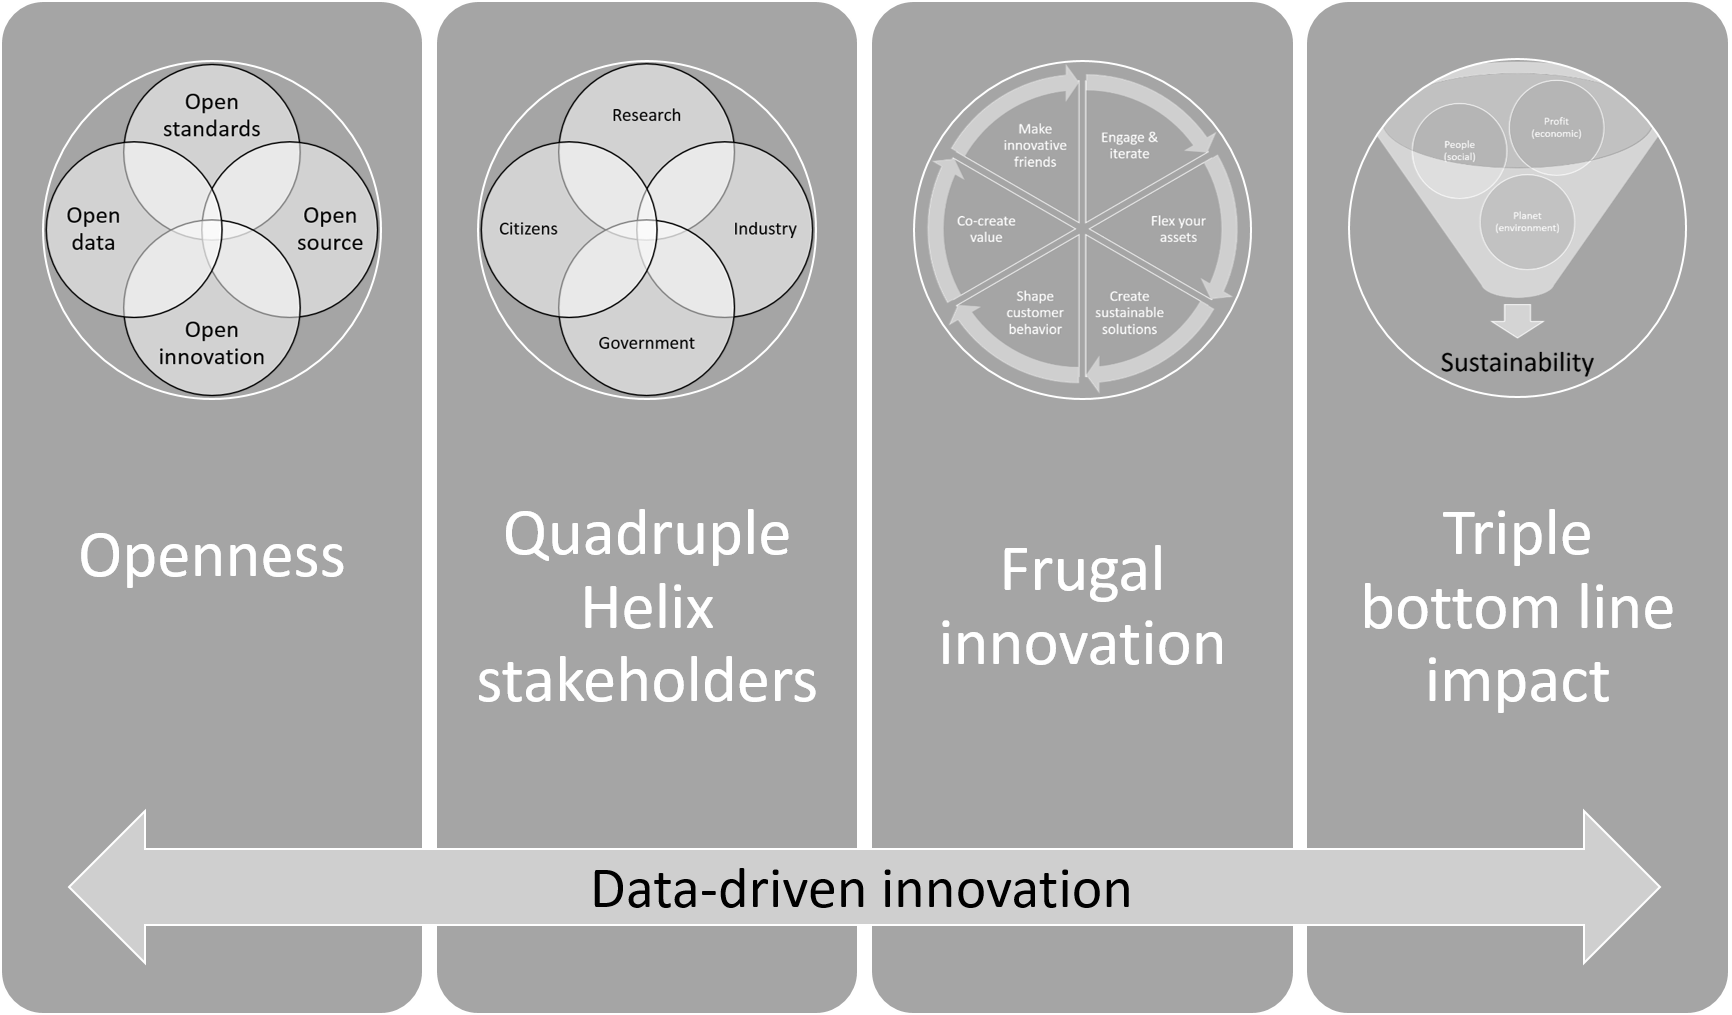 Open
standards
Open
data
Open
source
Open
innovation
Openness
Research
Citizens
Industry
Government
Quadruple
Helix
stakeholders
Make
innovative
friends
Engage &
iterate
Co-create
value
Flex your
assets
Shape
customer
behavior
Create
sustainable
solutions
Frugal
innovation
Profit
(economic)
People
(social)
Planet
(environment)
Sustainability
Triple
bottom line
impact
Data-driven innovation